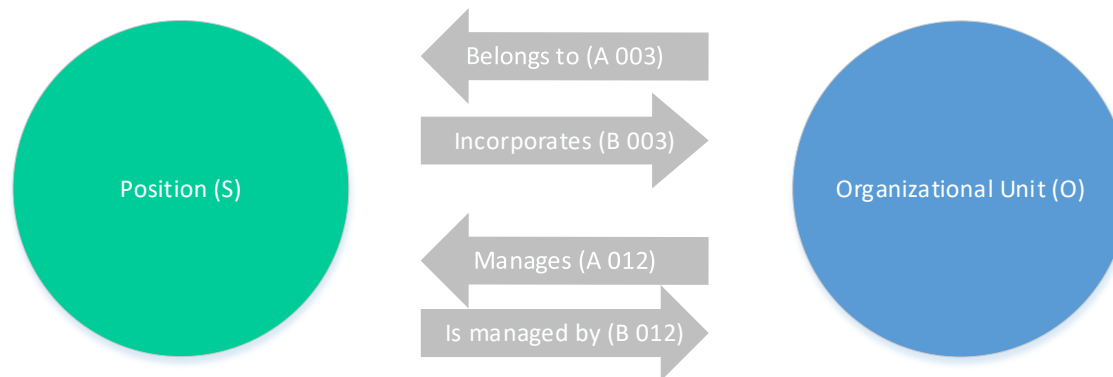 Belongs to (A 003)
Incorporates (B 003)
Position (S)
Organizational Unit (O)
Manages (A 012)
Is managed by (B 012)